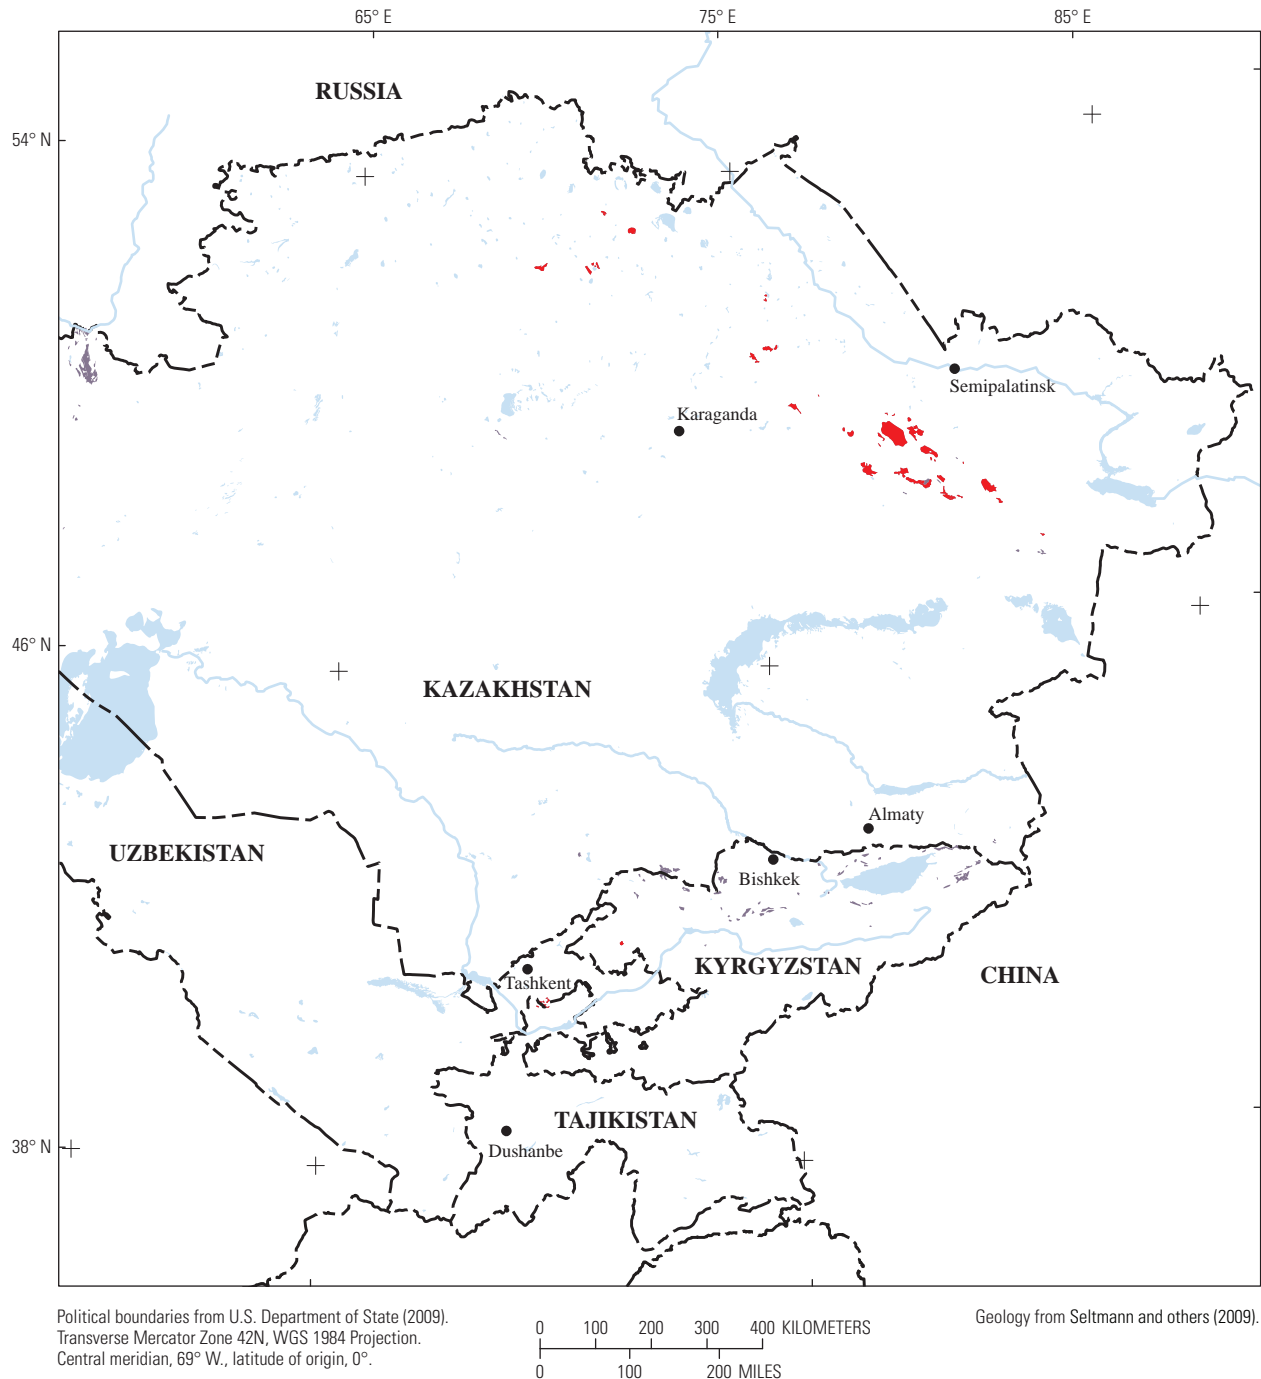 65° E
75° E
85° E
RUSSIA
54° N
Semipalatinsk
Karaganda
46° N
KAZAKHSTAN
Almaty
UZBEKISTAN
Bishkek
KYRGYZSTAN
CHINA
Tashkent
TAJIKISTAN
38° N
Dushanbe
Political boundaries from U.S. Department of State (2009).
Transverse Mercator Zone 42N, WGS 1984 Projection.
Central meridian, 69° W., latitude of origin, 0°.
0 100 200 300 400 KILOMETERS
0 100 200 MILES
Geology from Seltmann and others (2009).